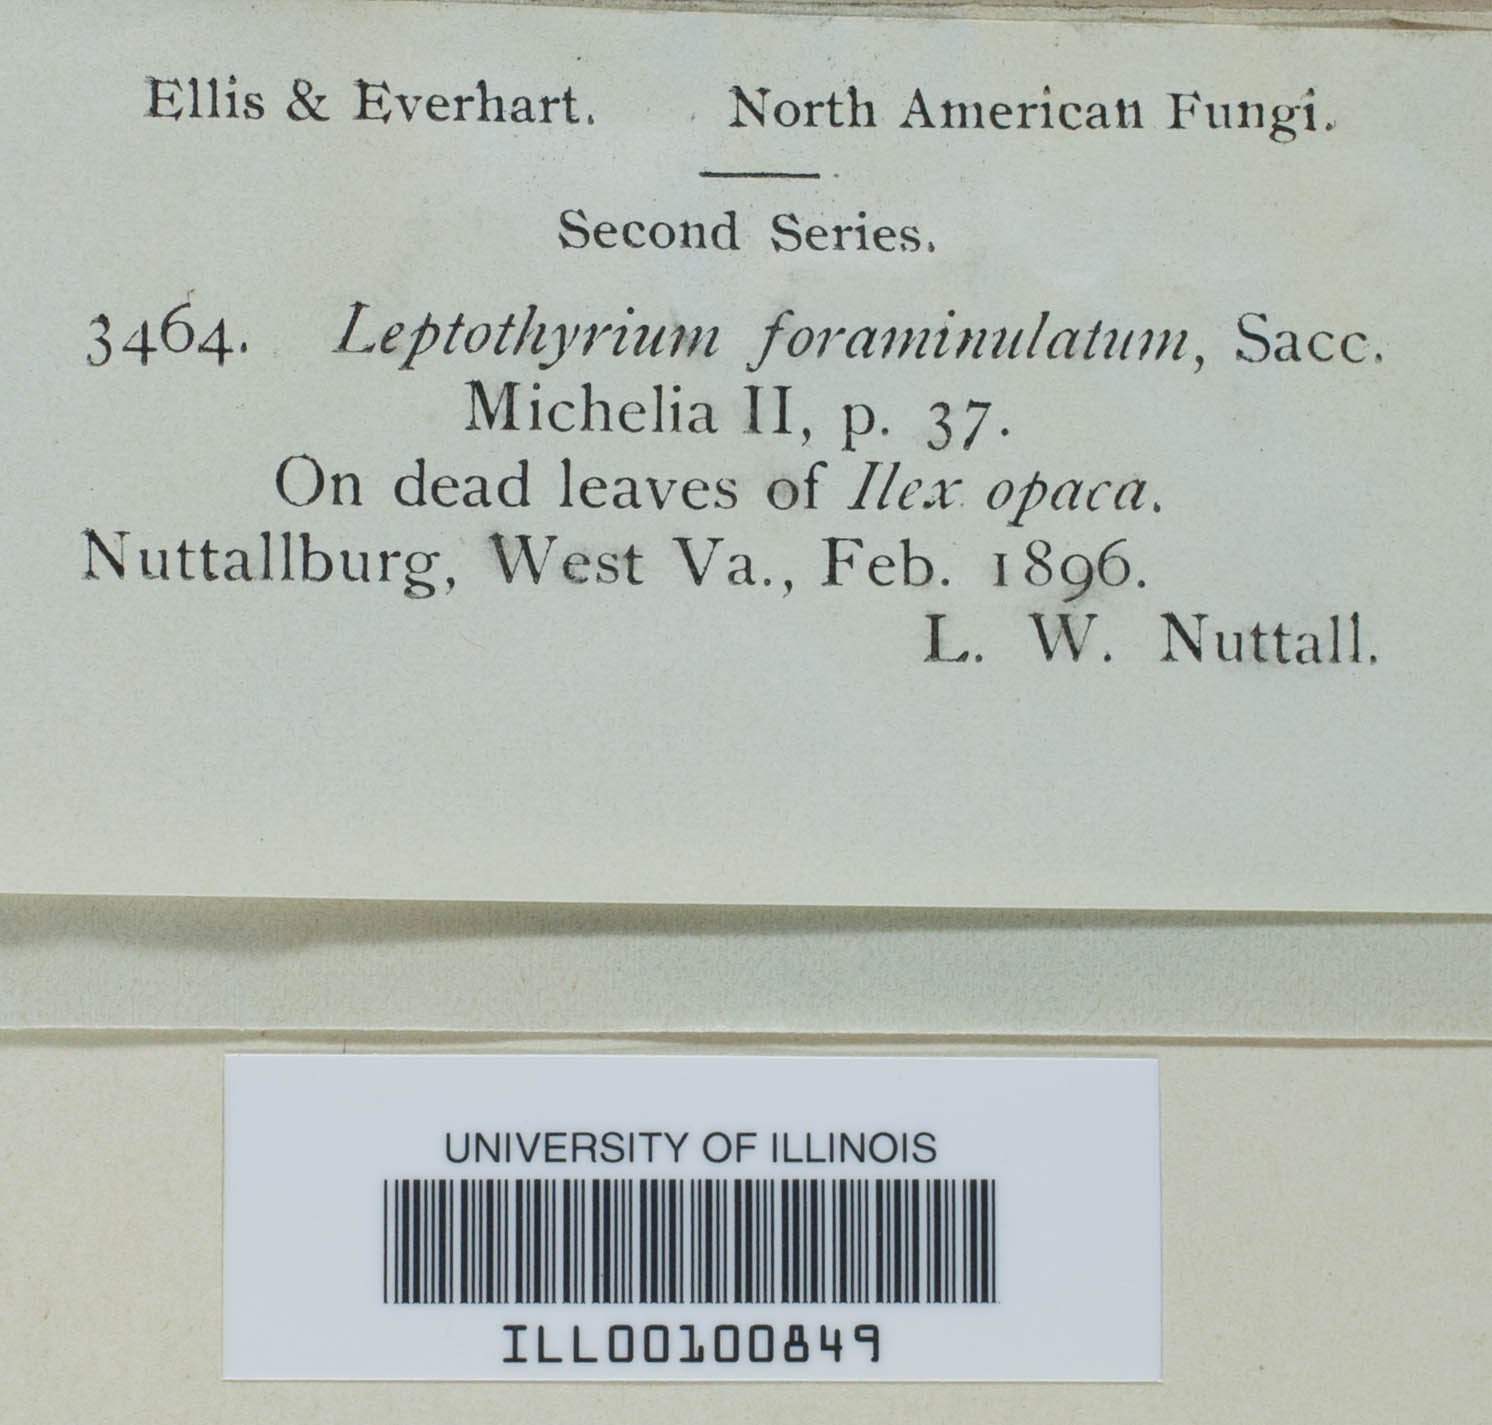 Ellis & Everhart. North American Fungi.
Second Series.
3464. Leptothyrium foraminulatum, Sacc.
Michelia II, p. 37.
On dead leaves of Ilex opaca.
Nuttallburg, West Va., Feb. 1896.
L. W. Nuttall.
UNIVERSITY OF ILLINOIS
ILL00100849